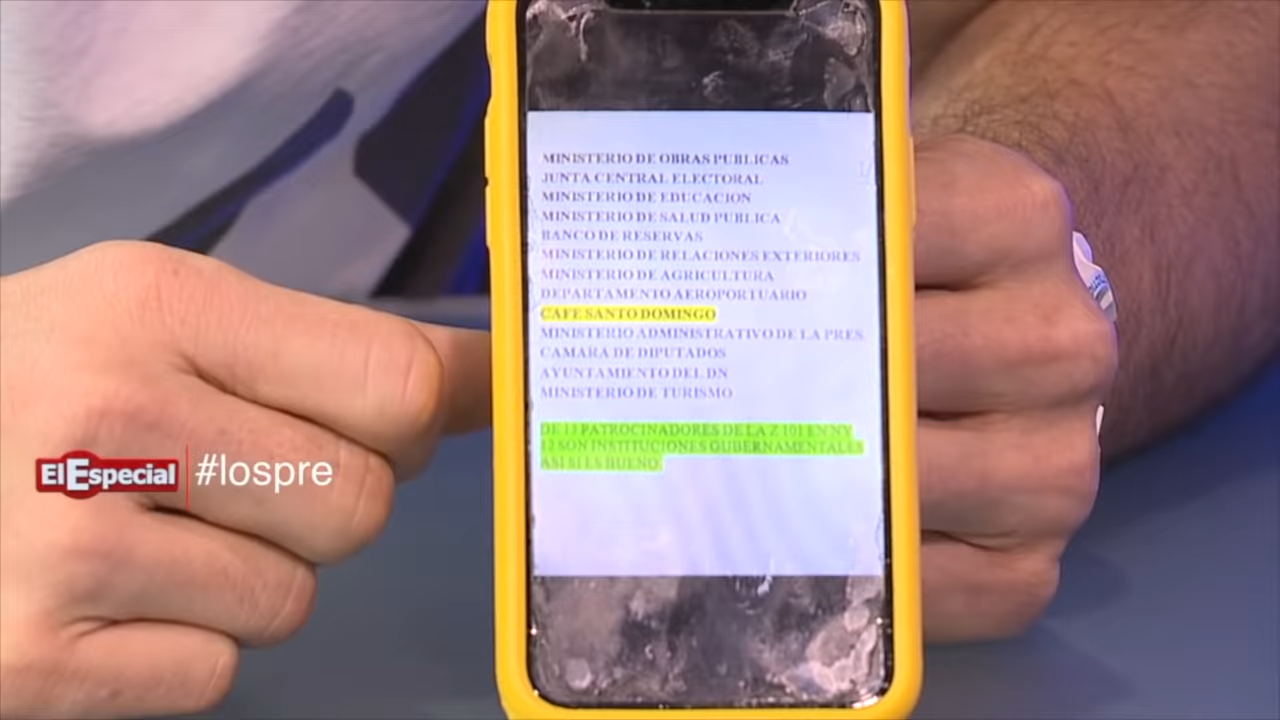 MINISTERIO DE OBRAS PUBLICAS
JUNTA CENTRAL ELECTORAL
MINISTERIO DE EDUCACION
MINISTERIO DE SALUD PUBLICA
BANCO DE RESERVAS
MINISTERIO DE RELACIONES EXTERIORES
MINISTERIO DE AGRICULTURA
DEPARTAMENTO AEROPORTUARIO
CAFE SANTO DOMINGO
MINISTERIO ADMINISTRATIVO DE LA PRES
CAMARA DE DIPUTADOS
AYUNTAMIENTO DEL DN
MINISTERIO DE TURISMO
DE 13 PATROCINADORES DE LA Z 101 EN NY
12 SON INSTITUCIONES GUBERNAMENTALES
ASI SI ES BUENO
ElEspecial #lospre